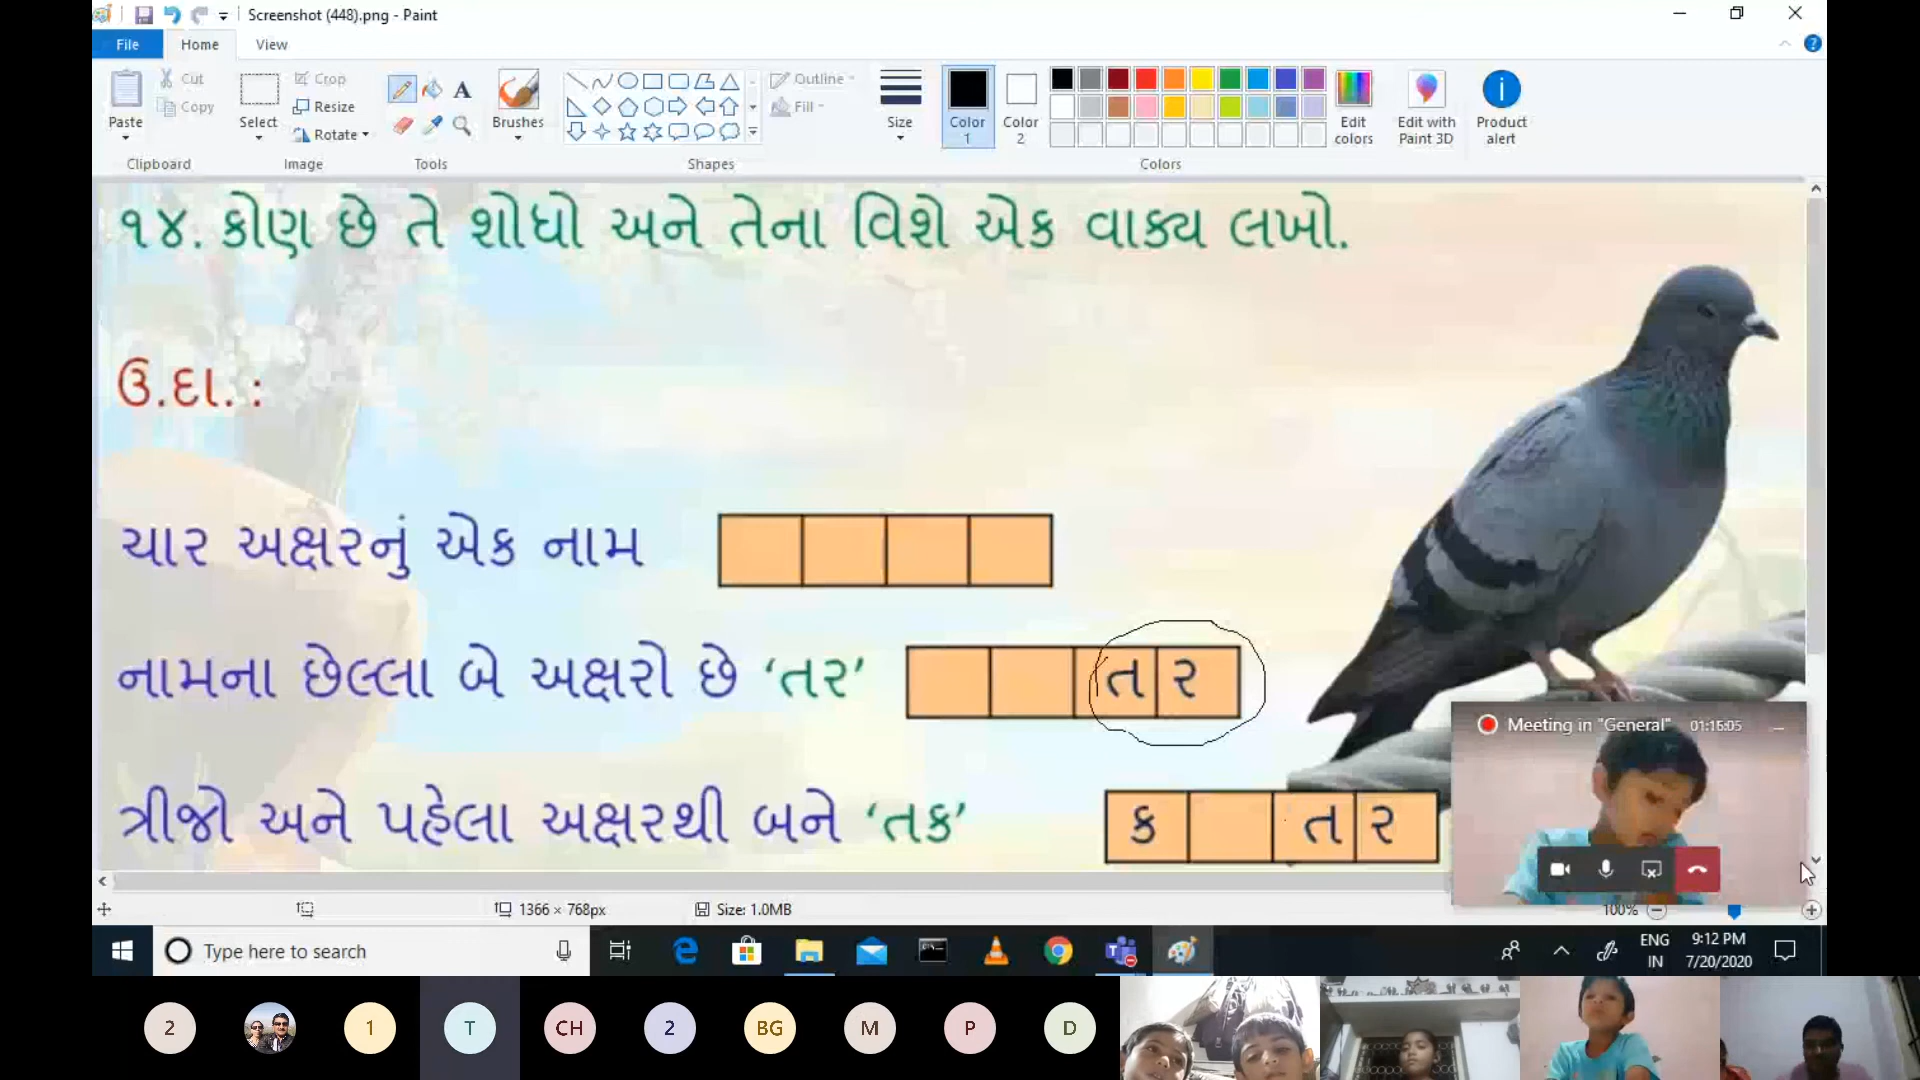 Screenshot (448).png - Paint
File Home View
Paste Cut Copy Select Crop Resize Rotate Brushes Outline Fill Size Color 1 Color 2 Edit colors Edit with Paint 3D Product alert
Clipboard Image Tools Shapes Colors
૧૪. કોણ છે તે શોધો અને તેના વિશે એક વાક્ય લખો.
ઉ.દા. :
ચાર અક્ષરનું એક નામ
નામના છેલ્લા બે અક્ષરો છે ‘તર’ ત ર
ત્રીજો અને પહેલા અક્ષરથી બને ‘તક’ ક ત ર
Meeting in "General" 01:16:05
1366 × 768px Size: 1.0MB 100%
Type here to search
ENG IN
9:12 PM 7/20/2020
2 1 T CH 2 BG M P D